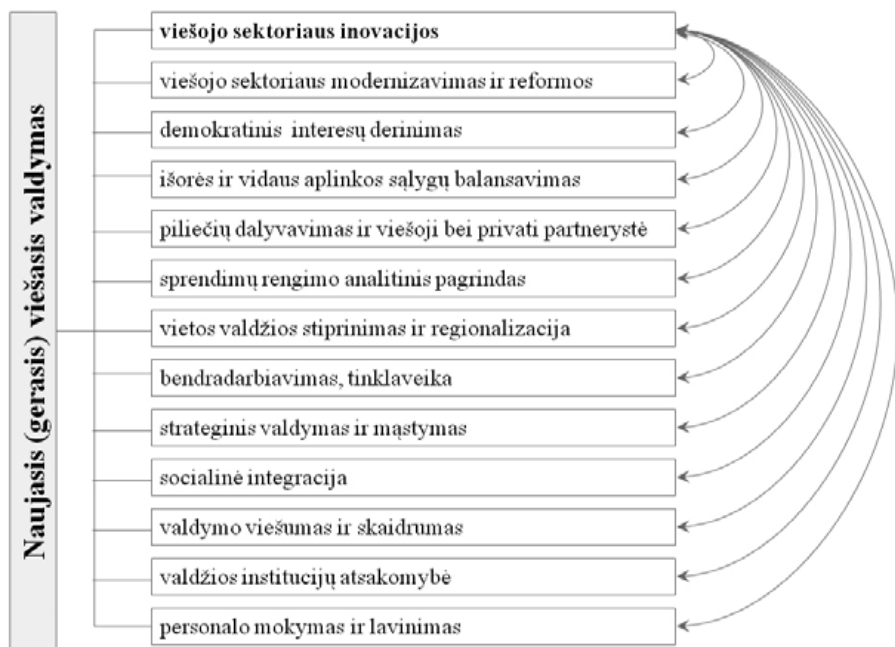 Naujasis (gerasis) viešasis valdymas
viešojo sektoriaus inovacijos
viešojo sektoriaus modernizavimas ir reformos
demokratinis interesų derinimas
išorės ir vidaus aplinkos sąlygų balansavimas
piliečių dalyvavimas ir viešoji bei privati partnerystė
sprendimų rengimo analitinis pagrindas
vietos valdžios stiprinimas ir regionalizacija
bendradarbiavimas, tinklaveika
strateginis valdymas ir mąstymas
socialinė integracija
valdymo viešumas ir skaidrumas
valdžios institucijų atsakomybė
personalo mokymas ir lavinimas